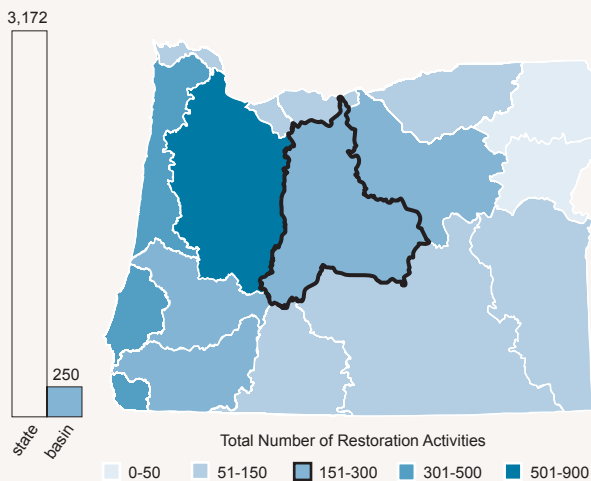 3,172
250
state
basin
Total Number of Restoration Activities
0-50
51-150
151-300
301-500
501-900